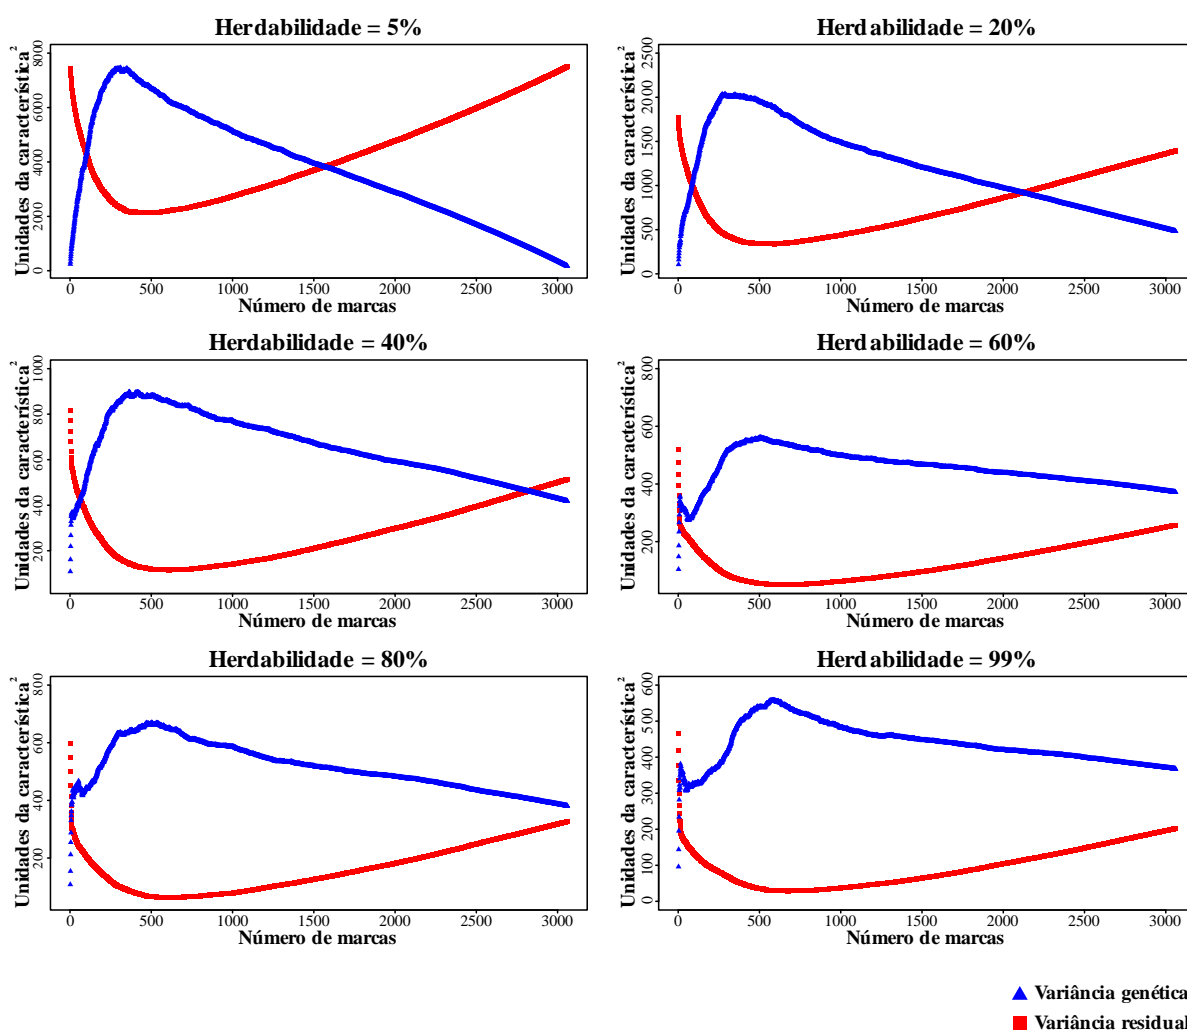 Herdabilidade = 5%
Unidades da característica²
0 2000 4000 6000 8000
0 500 1000 1500 2000 2500 3000
Número de marcas
Herdabilidade = 20%
Unidades da característica²
0 500 1000 1500 2000 2500
0 500 1000 1500 2000 2500 3000
Número de marcas
Herdabilidade = 40%
Unidades da característica²
200 400 600 800 1000
0 500 1000 1500 2000 2500 3000
Número de marcas
Herdabilidade = 60%
Unidades da característica²
200 400 600 800
0 500 1000 1500 2000 2500 3000
Número de marcas
Herdabilidade = 80%
Unidades da característica²
200 400 600 800
0 500 1000 1500 2000 2500 3000
Número de marcas
Herdabilidade = 99%
Unidades da característica²
0 100 200 300 400 500 600
0 500 1000 1500 2000 2500 3000
Número de marcas
Variância genética
Variância residual